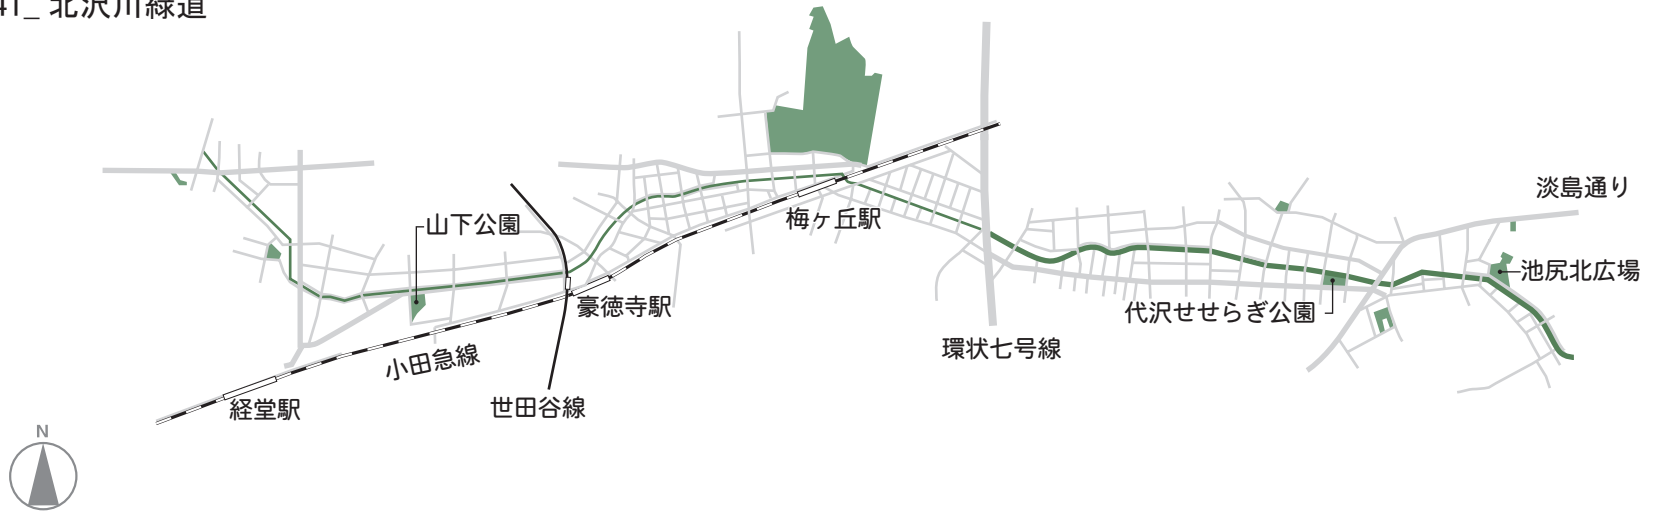 41_ 北沢川緑道
淡島通り
山下公園
梅ヶ丘駅
池尻北広場
豪徳寺駅
代沢せせらぎ公園
環状七号線
小田急線
経堂駅
世田谷線
N